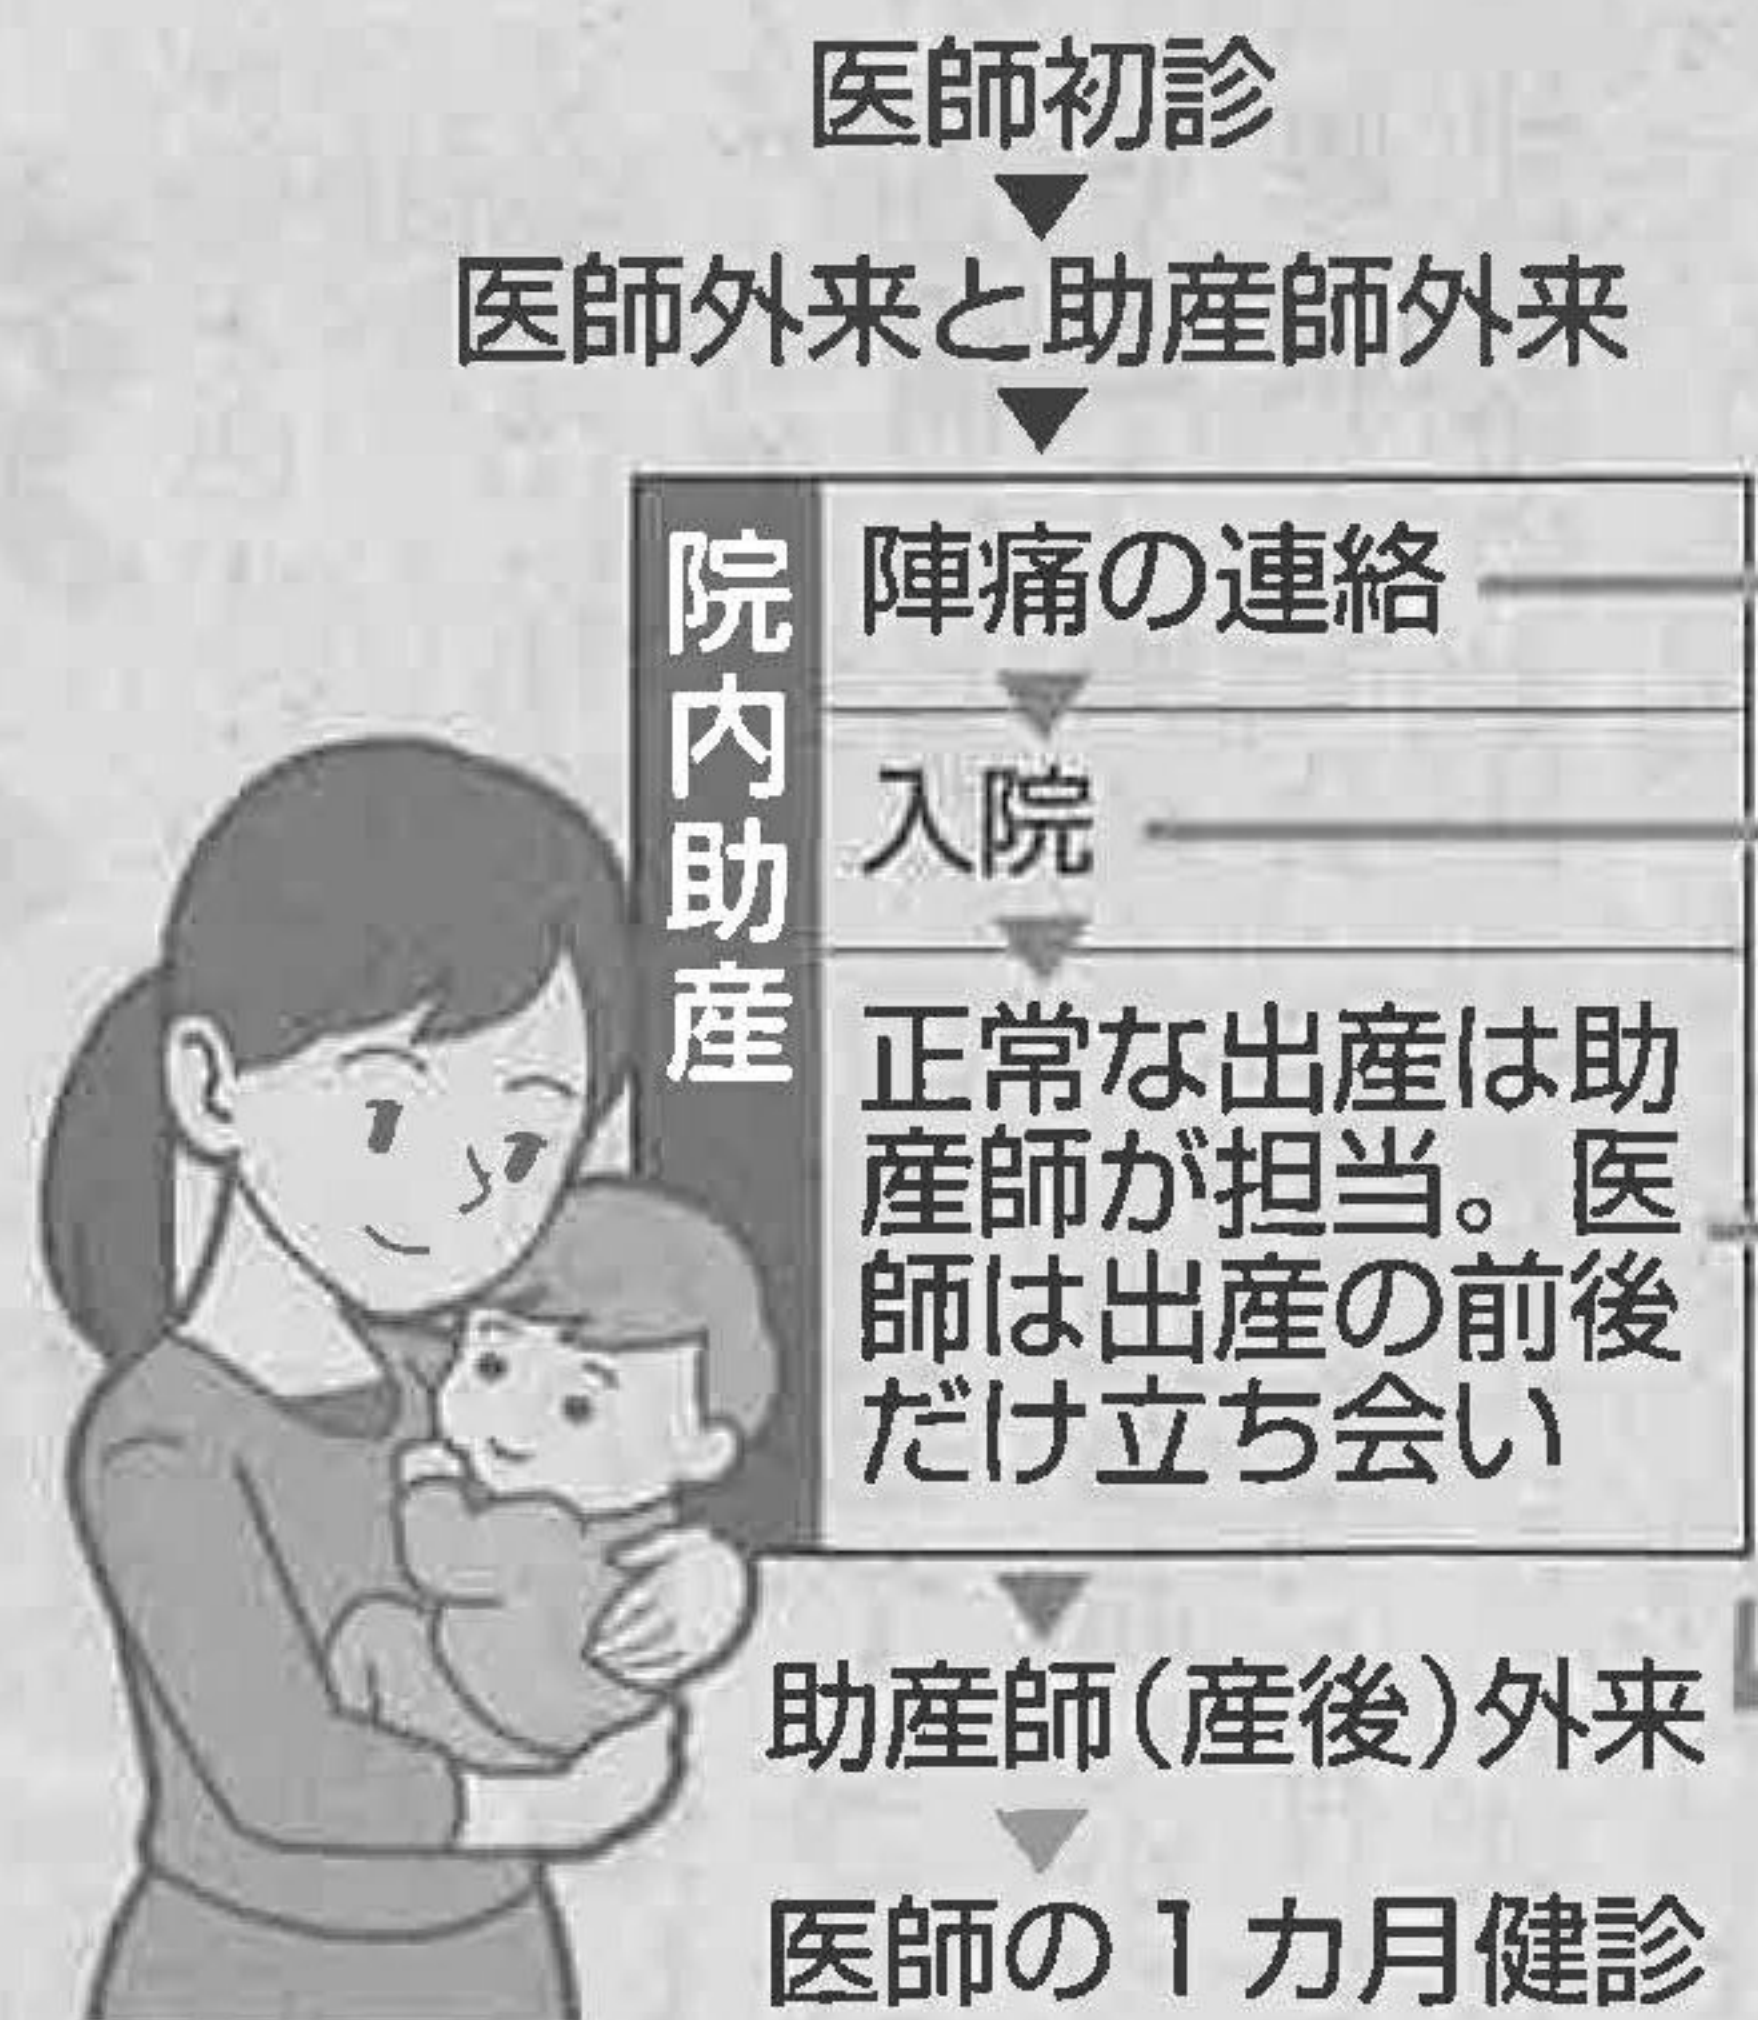 医師初診
医師外来と助産師外来
院内助産
陣痛の連絡
入院
正常な出産は助
産師が担当。医
師は出産の前後
だけ立ち会い
助産師(産後)外来
医師の1カ月健診